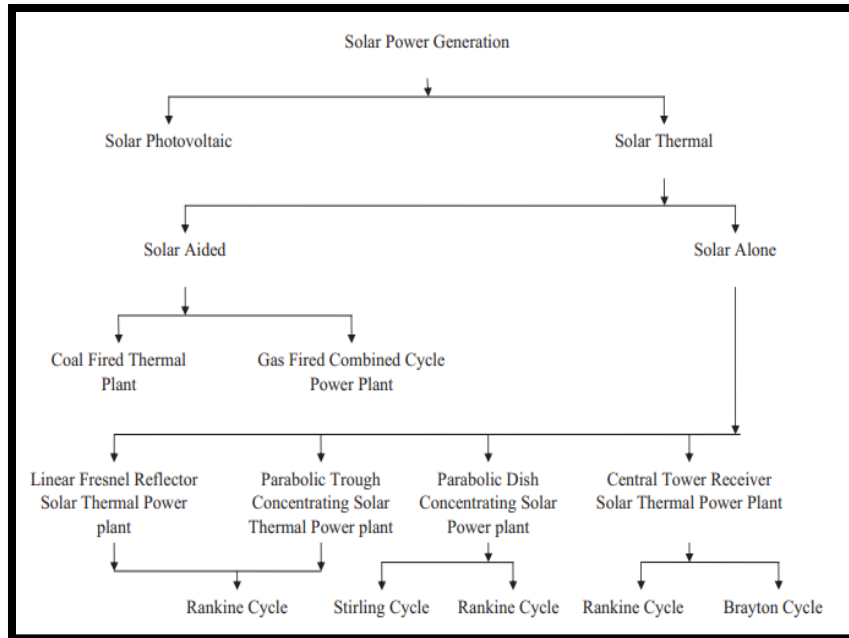 Solar Power Generation
Solar Photovoltaic
Solar Thermal
Solar Aided
Solar Alone
Coal Fired Thermal
Plant
Gas Fired Combined Cycle
Power Plant
Linear Fresnel Reflector
Solar Thermal Power
plant
Parabolic Trough
Concentrating Solar
Thermal Power plant
Parabolic Dish
Concentrating Solar
Power plant
Central Tower Receiver
Solar Thermal Power Plant
Rankine Cycle
Stirling Cycle
Rankine Cycle
Rankine Cycle
Brayton Cycle